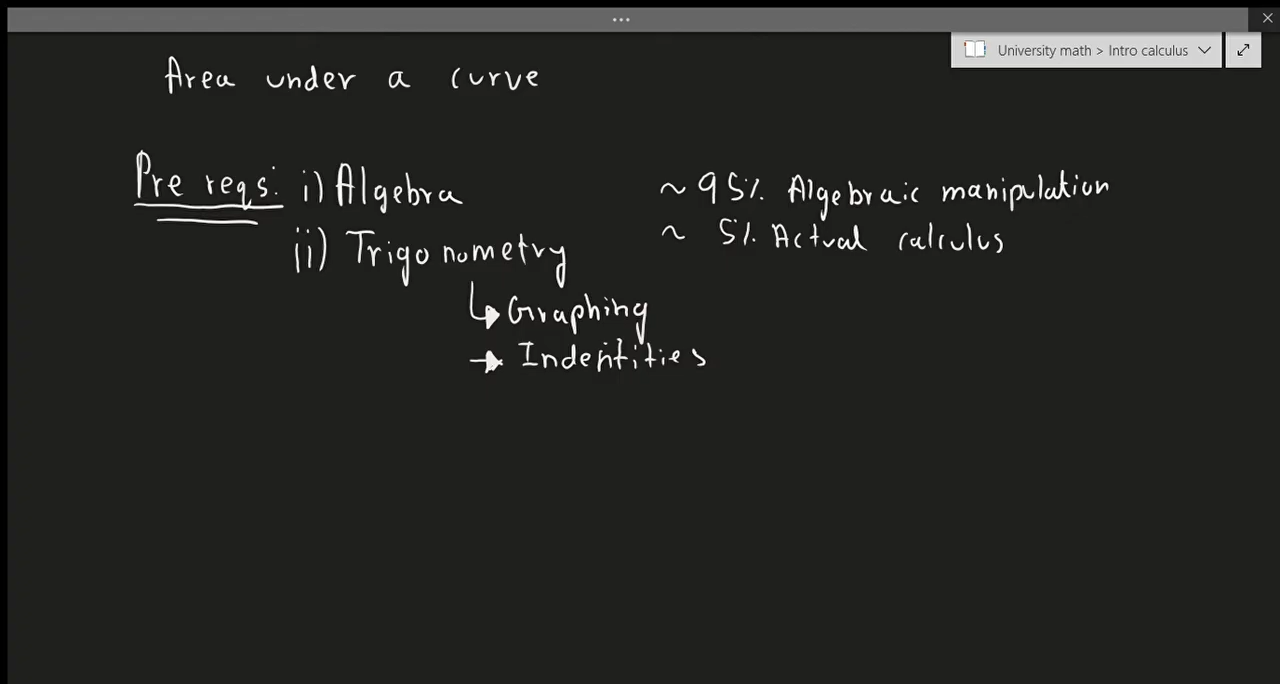 ...
University math > Intro calculus
Area under a curve
Pre reqs: i) Algebra
~ 95% Algebraic manipulation
ii) Trigonometry
~ 5% Actual calculus
↳ Graphing
→ Indentities